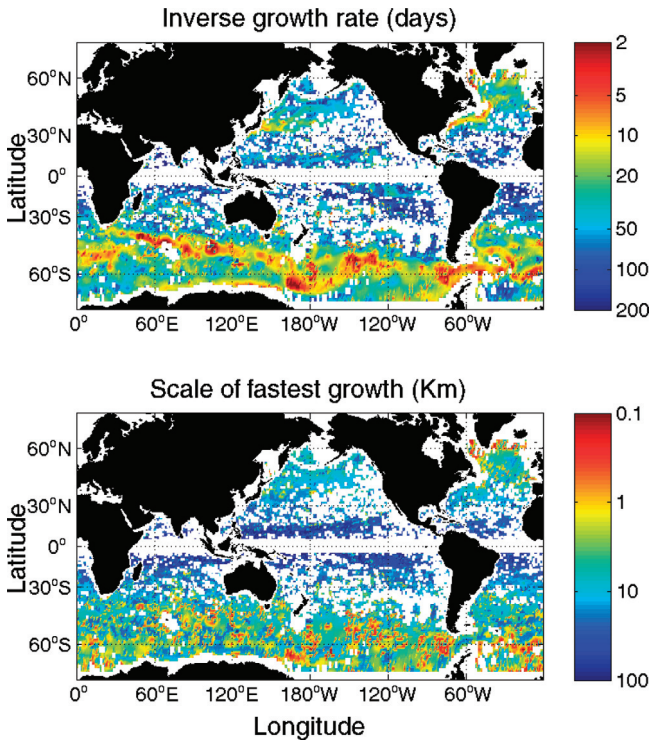 Inverse growth rate (days)
Latitude
60°N
30°N
0°
30°S
60°S
0° 60°E 120°E 180°W 120°W 60°W
2
5
10
20
50
100
200
Scale of fastest growth (Km)
Latitude
60°N
30°N
0°
30°S
60°S
0° 60°E 120°E 180°W 120°W 60°W
Longitude
0.1
1
10
100